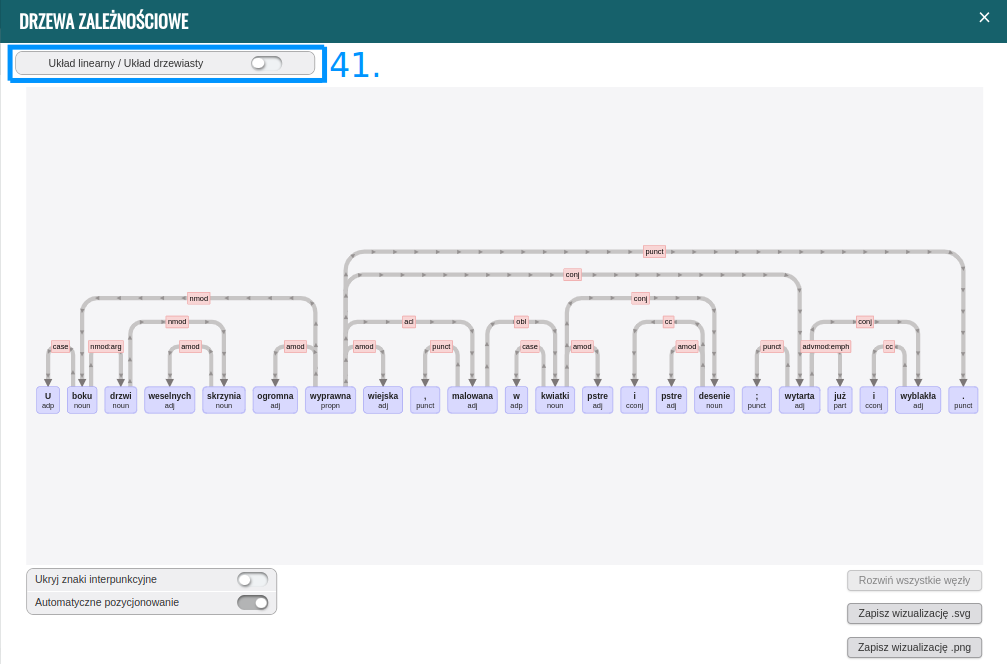 DRZEWA ZALEŻNOŚCIOWE ×
Układ linearny / Układ drzewiasty 41.
punct
conj
nmod conj
nmod acl obl cc conj
case nmod:arg amod amod amod punct case amod amod punct advmod:emph cc
U boku drzwi weselnych skrzynia ogromna wyprawna wiejska , malowana w kwiatki pstre i pstre desenie ; wytarta już i wyblakła .
adp noun noun adj noun adj propn adj punct adj adp noun adj cconj adj noun punct adj part cconj adj punct
Ukryj znaki interpunkcyjne
Automatyczne pozycjonowanie
Rozwiń wszystkie węzły
Zapisz wizualizację .svg
Zapisz wizualizację .png